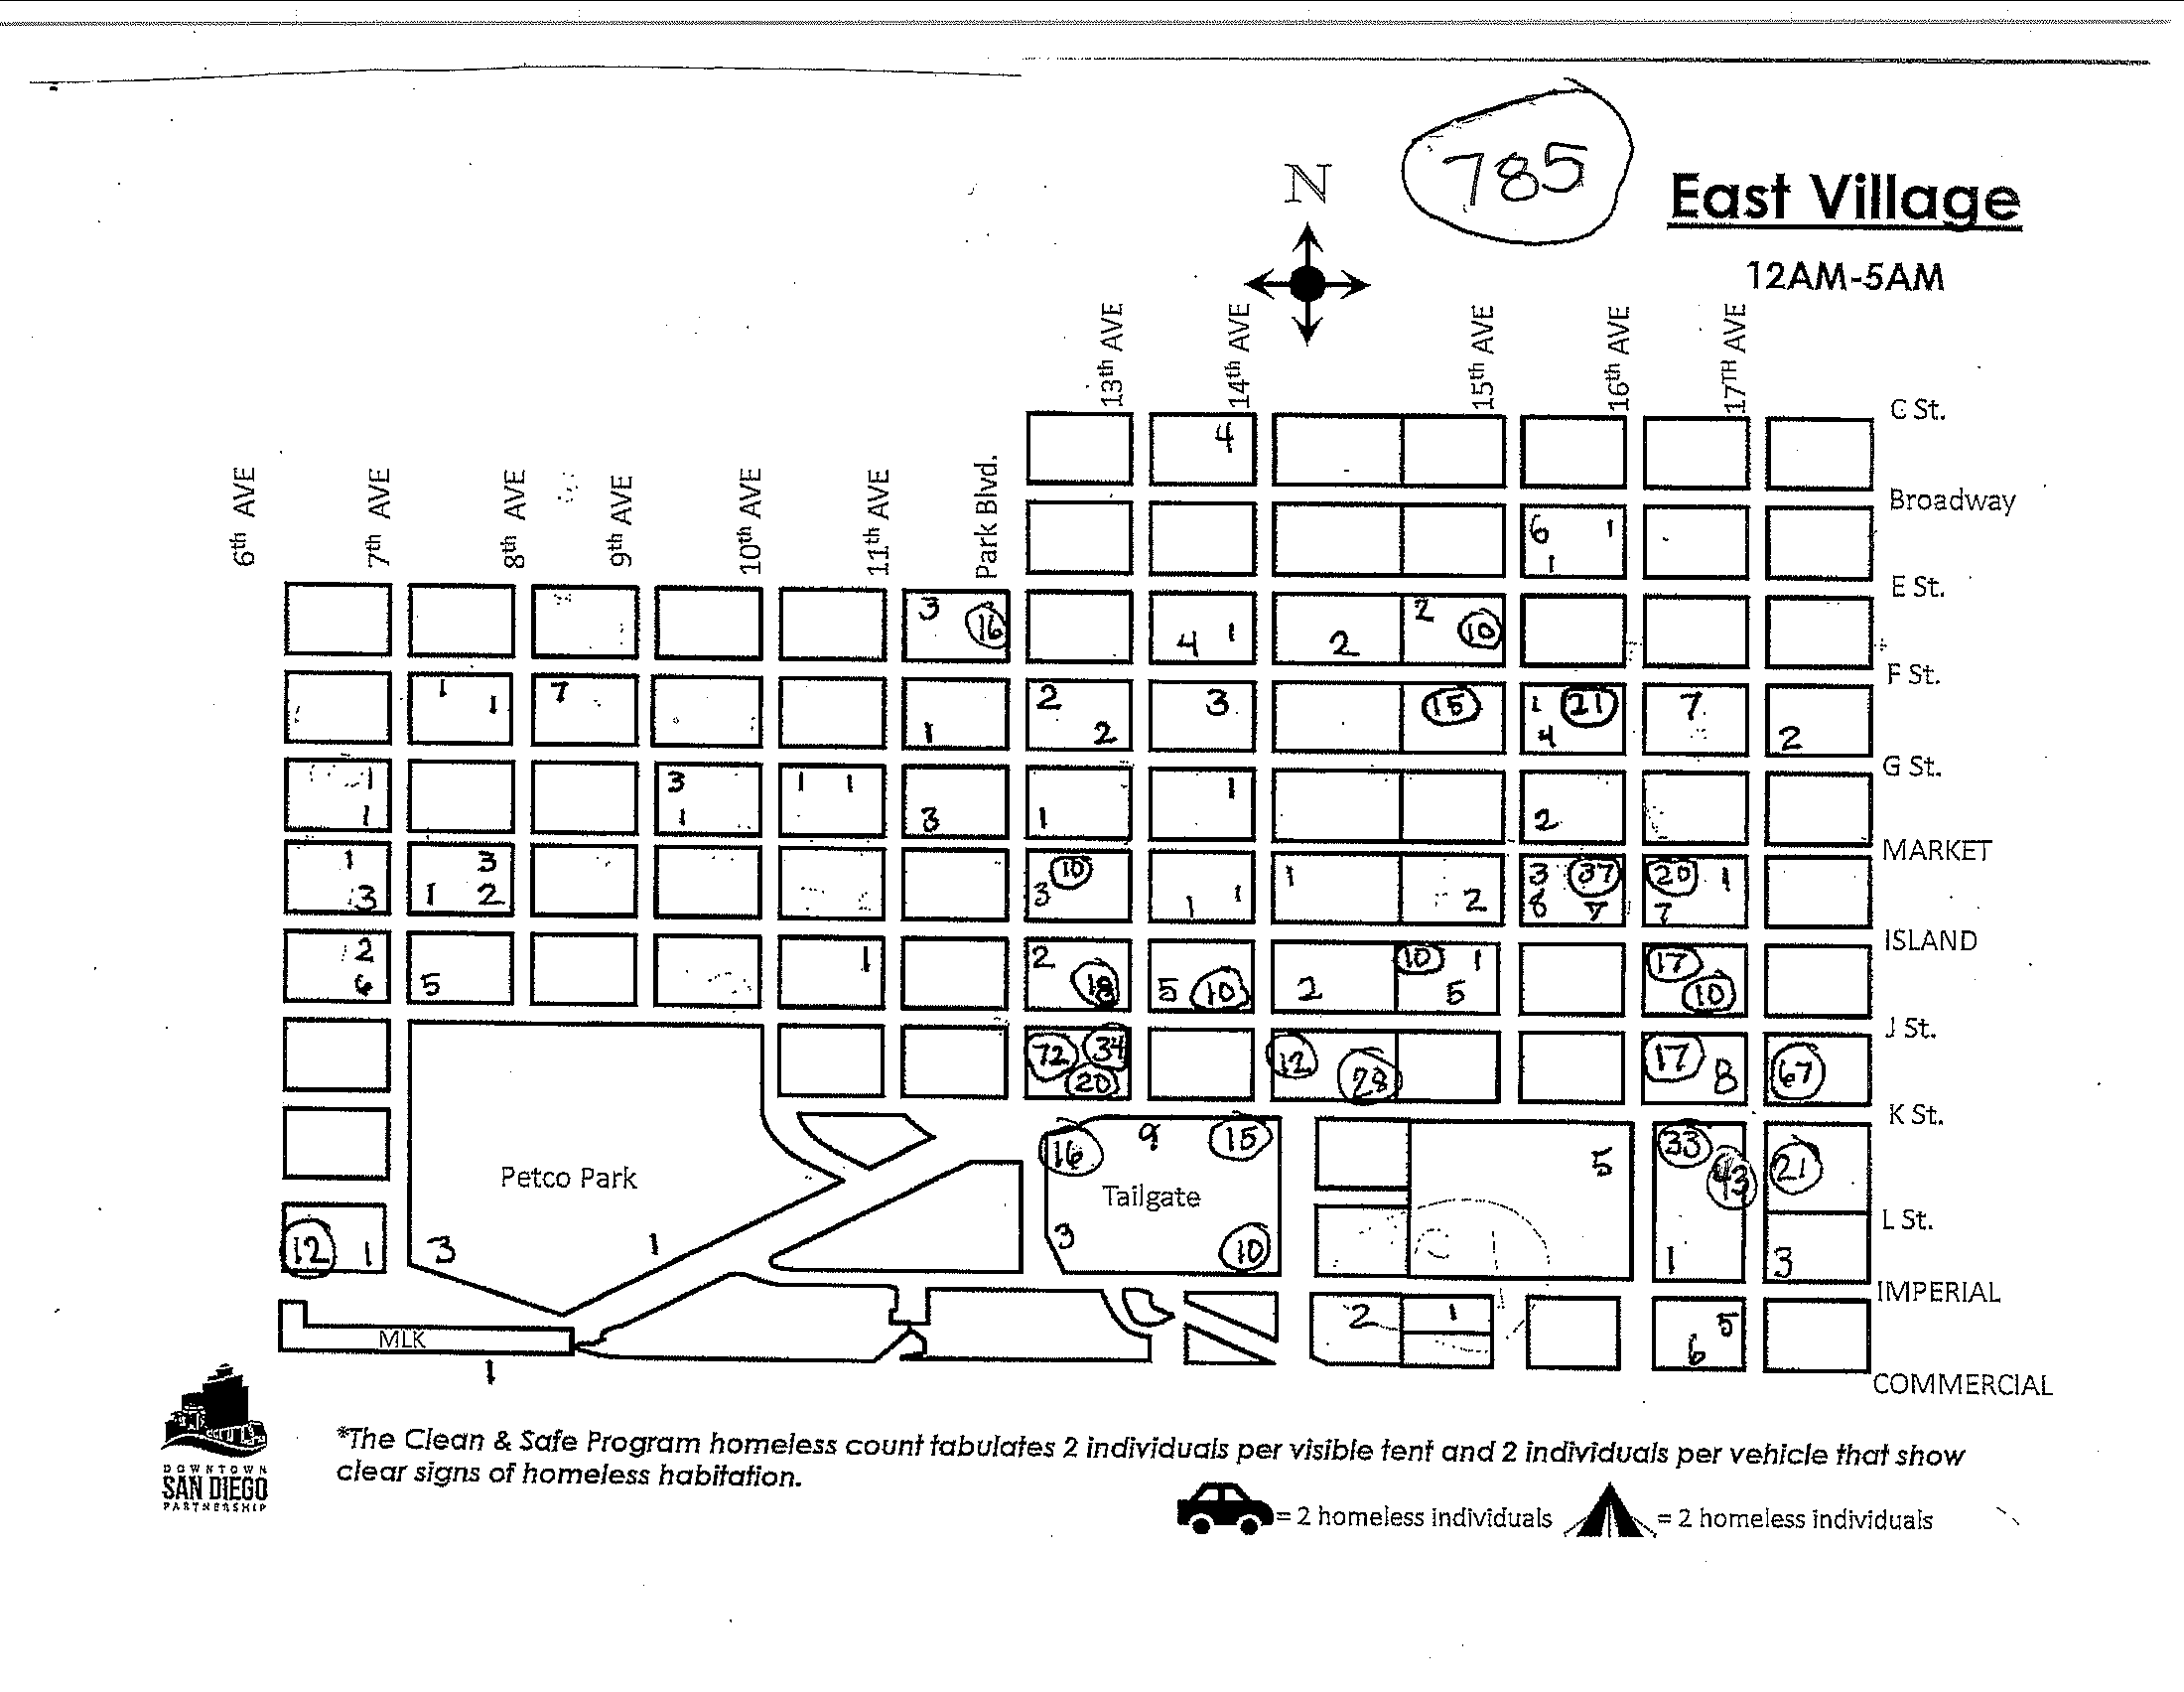 785
N
East Village
12AM-5AM
6th AVE
7th AVE
8th AVE
9th AVE
10th AVE
11th AVE
Park Blvd.
13th AVE
14th AVE
15th AVE
16th AVE
17TH AVE
C St.
4
Broadway
6 1
1
E St.
3 16
4 1
2
2 10
F St.
1 1
7
1
2 2
3
15
1 21
4
7
2
G St.
1
1
3
1
1 1
3
1
1
2
MARKET
1
3
3
1 2
10
3
1 1
1
2
3 37
8 7
20 1
7
ISLAND
2
6
5
1
2
18
5 10
2
10 1
5
17
10
J St.
72 34
20
12 28
17 8
67
K St.
Petco Park
16 9 15
Tailgate
3 10
5
33
43
21
L St.
12 1
3 1
1
3
IMPERIAL
MLK
1
2
1
5
6
COMMERCIAL
DOWNTOWN
SAN DIEGO
PARTNERSHIP
*The Clean & Safe Program homeless count tabulates 2 individuals per visible tent and 2 individuals per vehicle that show
clear signs of homeless habitation.
= 2 homeless individuals
= 2 homeless individuals